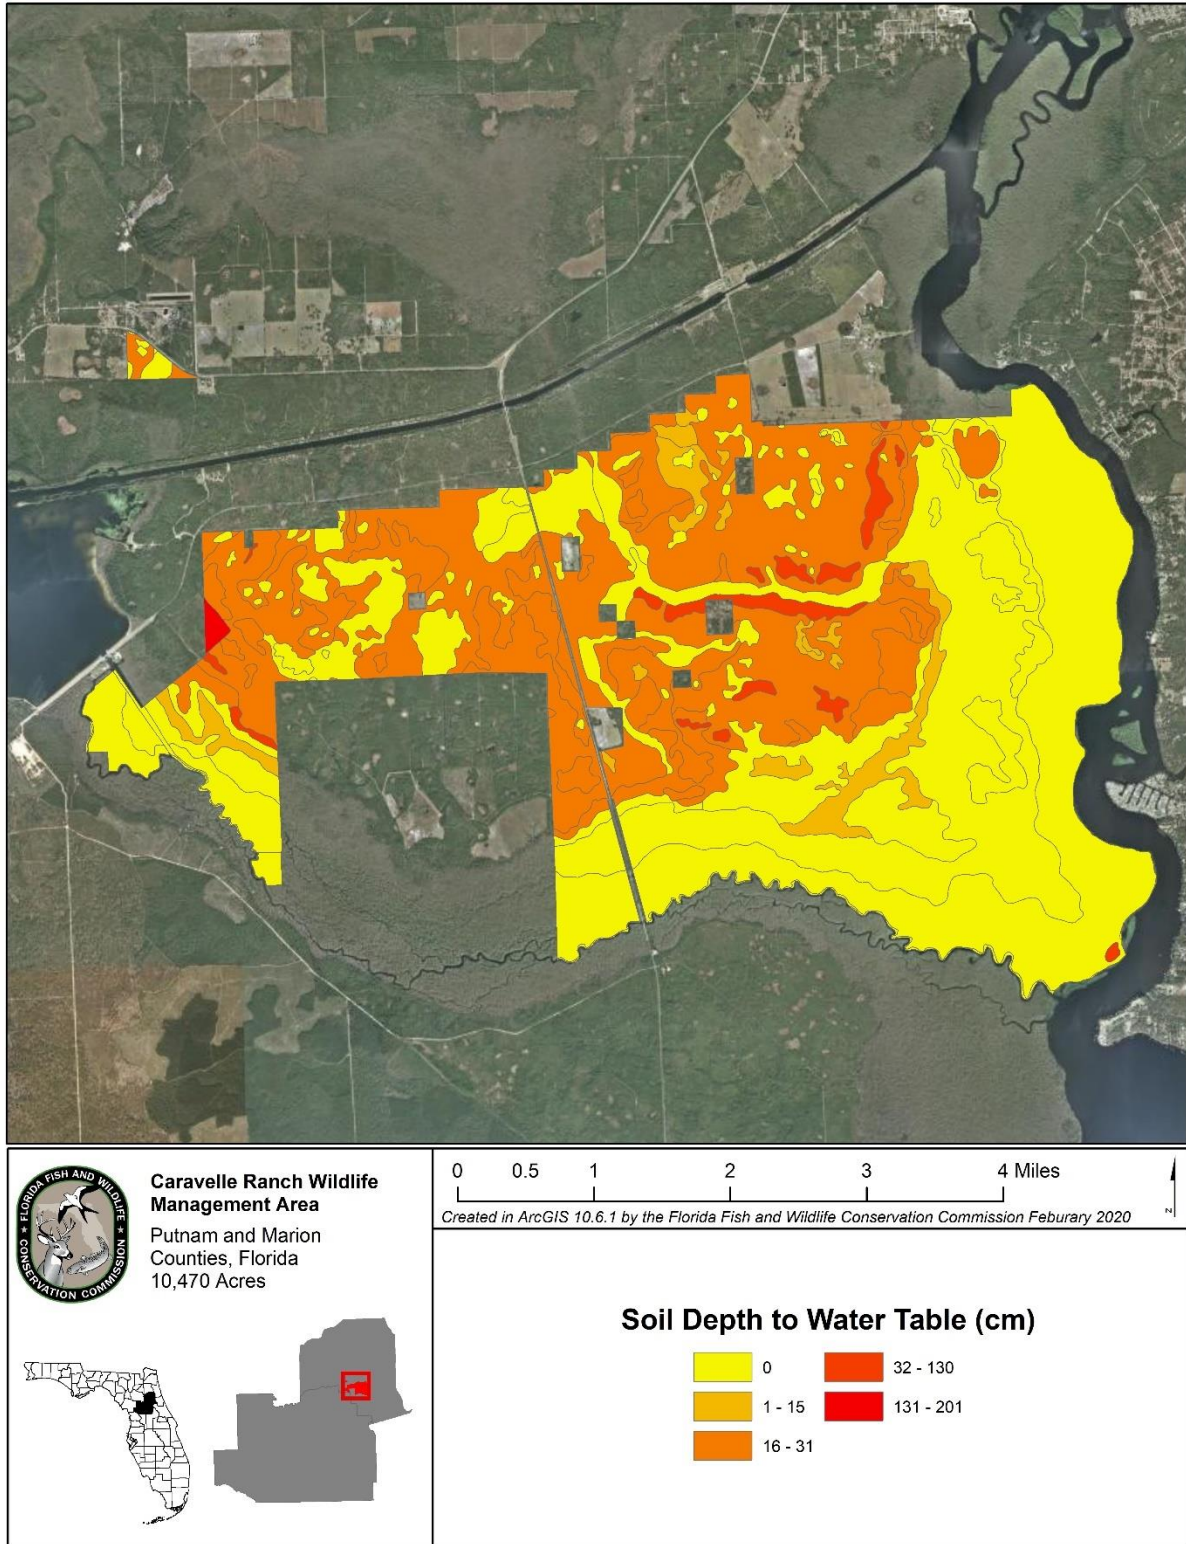 FLORIDA FISH AND WILDLIFE
CONSERVATION COMMISSION
Caravelle Ranch Wildlife
Management Area
Putnam and Marion
Counties, Florida
10,470 Acres
0 0.5 1 2 3 4 Miles
Created in ArcGIS 10.6.1 by the Florida Fish and Wildlife Conservation Commission Feburary 2020
N
Soil Depth to Water Table (cm)
0
1 - 15
16 - 31
32 - 130
131 - 201